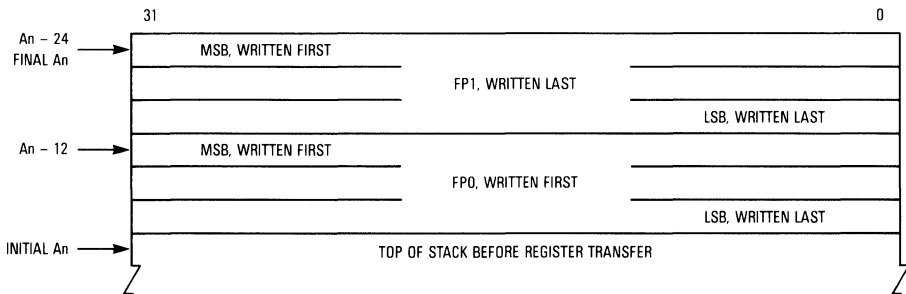 31 0
An – 24
FINAL An
MSB, WRITTEN FIRST
FP1, WRITTEN LAST
LSB, WRITTEN LAST
An – 12
MSB, WRITTEN FIRST
FP0, WRITTEN FIRST
LSB, WRITTEN LAST
INITIAL An
TOP OF STACK BEFORE REGISTER TRANSFER